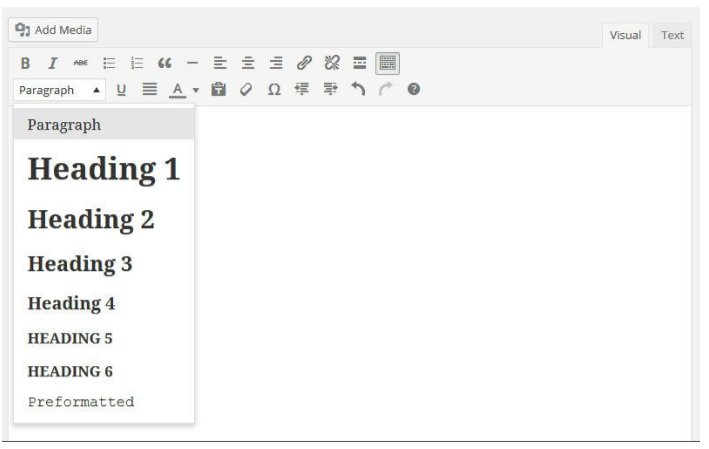 Add Media
Visual Text
B I ABC
Paragraph U A
Paragraph
Heading 1
Heading 2
Heading 3
Heading 4
HEADING 5
HEADING 6
Preformatted